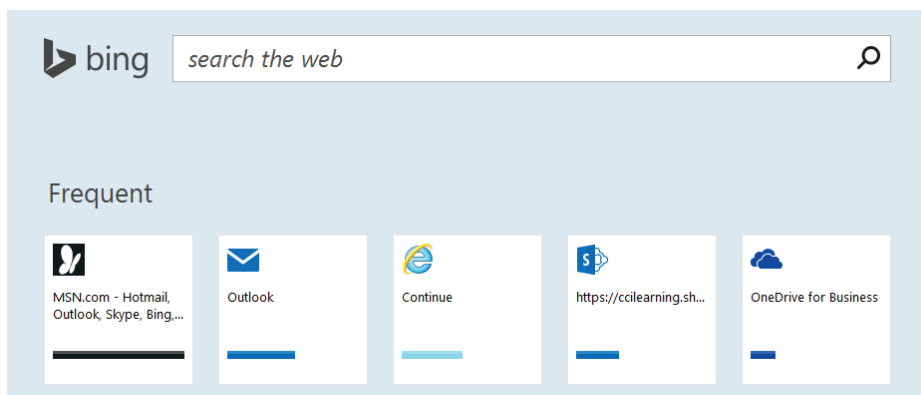 bing
search the web
Frequent
MSN.com - Hotmail,
Outlook, Skype, Bing,...
Outlook
Continue
https://ccilearning.sh...
OneDrive for Business